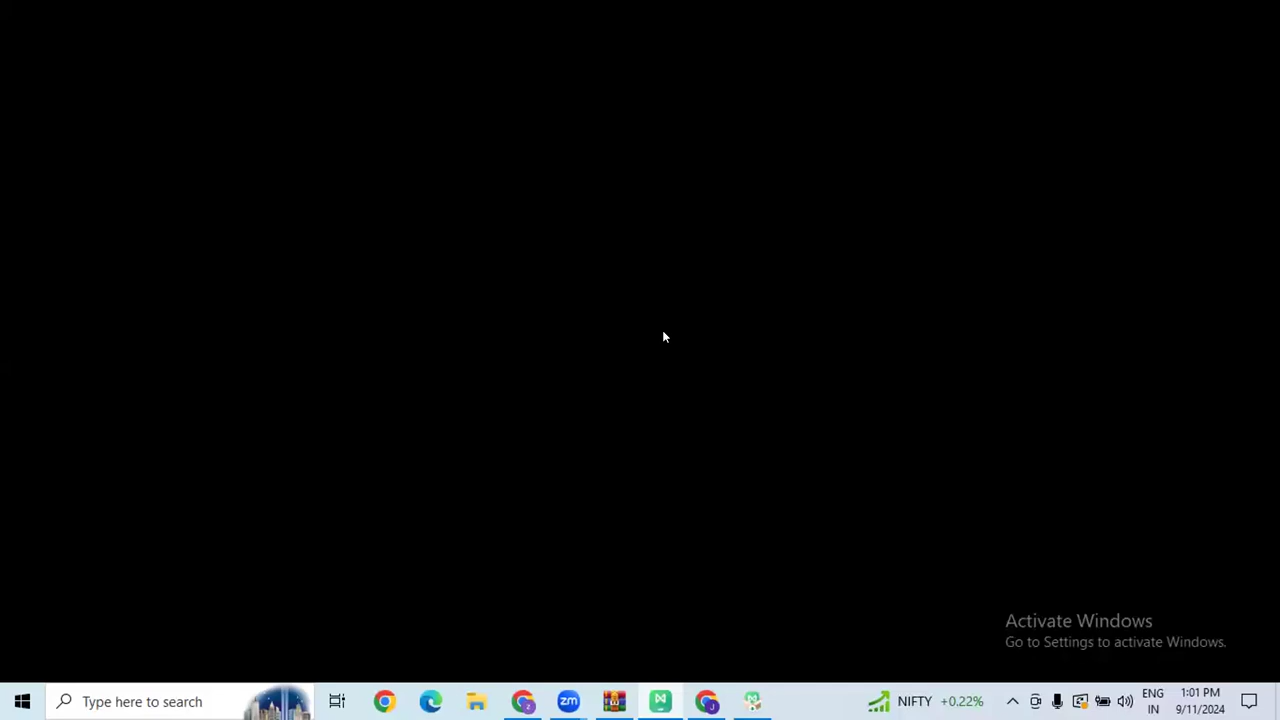 Activate Windows
Go to Settings to activate Windows.
Type here to search
zm
NIFTY +0.22%
ENG
IN
1:01 PM
9/11/2024